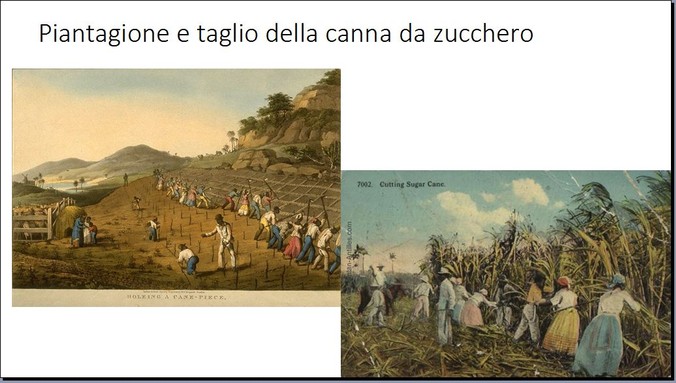 Piantagione e taglio della canna da zucchero
7002. Cutting Sugar Cane.
HOLEING A CANE-PIECE.